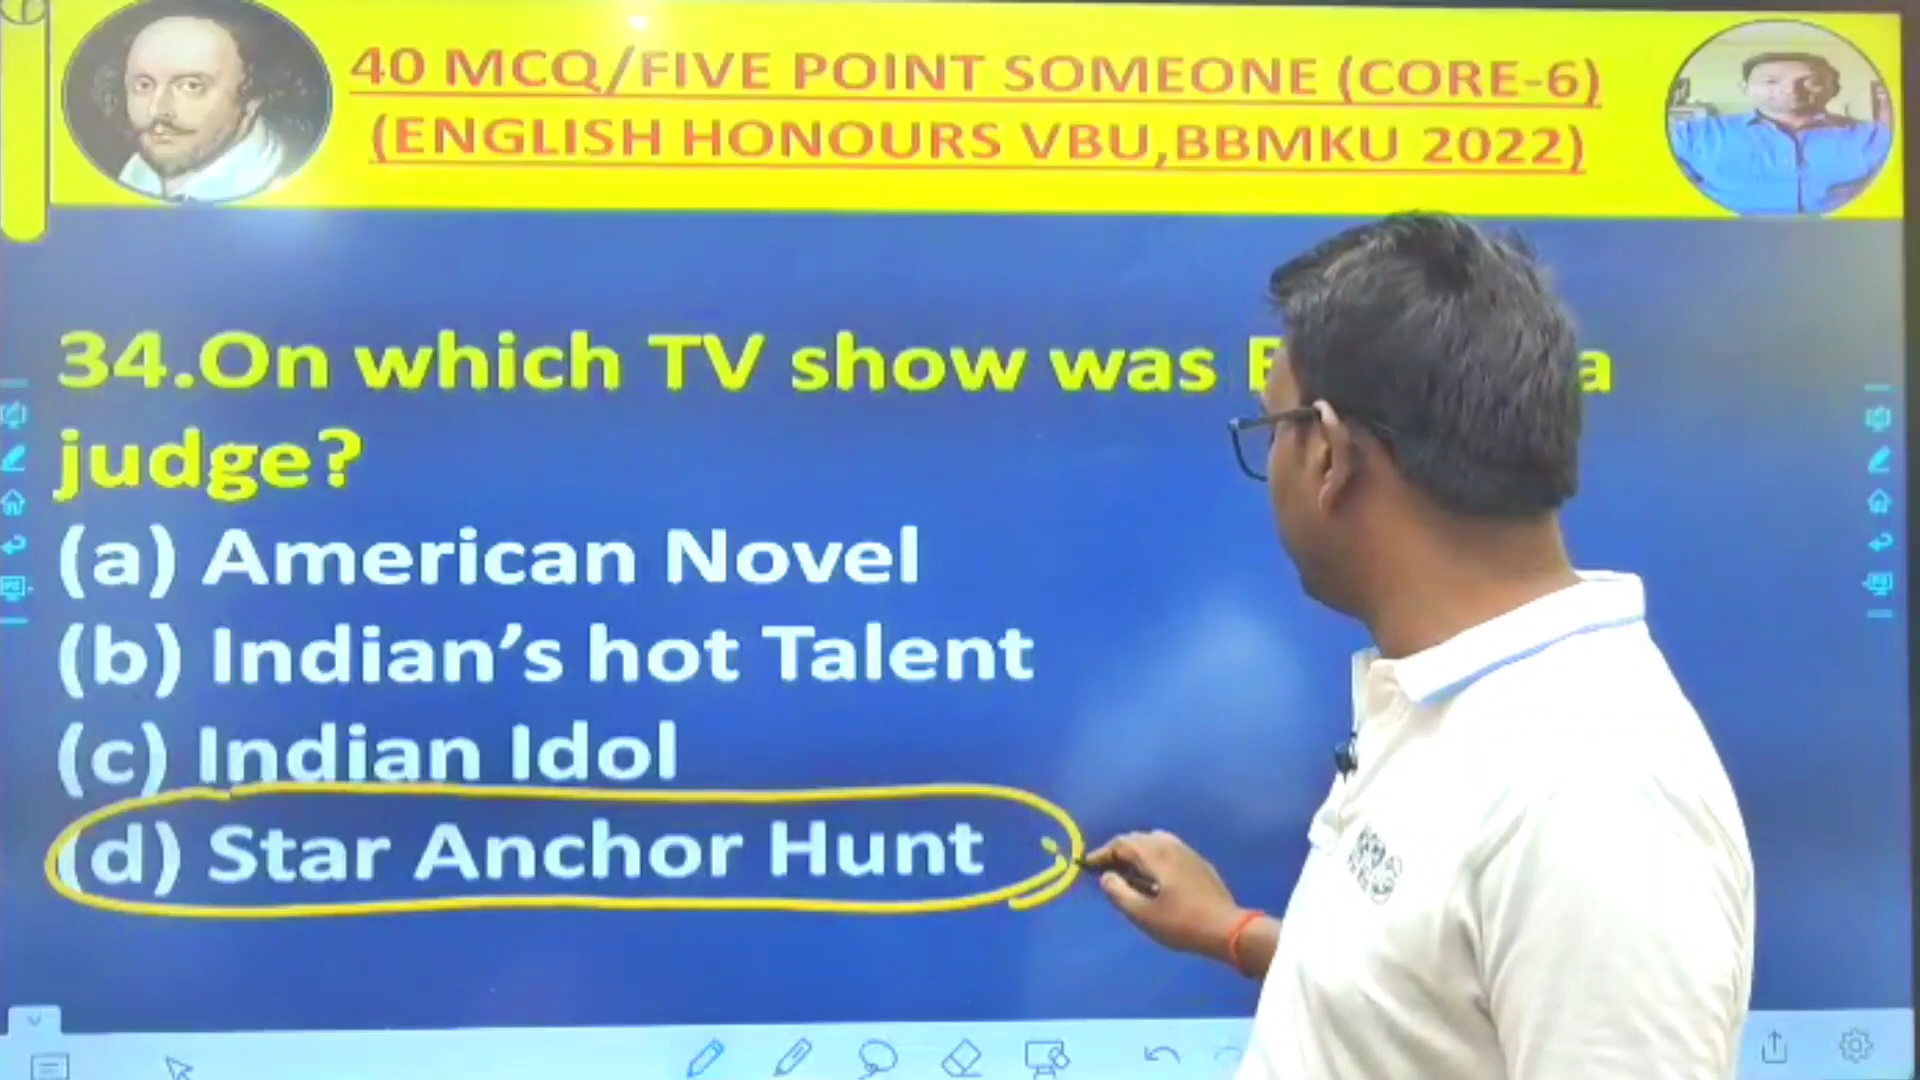 40 MCQ/FIVE POINT SOMEONE (CORE-6)
(ENGLISH HONOURS VBU,BBMKU 2022)
34.On which TV show was a
judge?
(a) American Novel
(b) Indian’s hot Talent
(c) Indian Idol
(d) Star Anchor Hunt